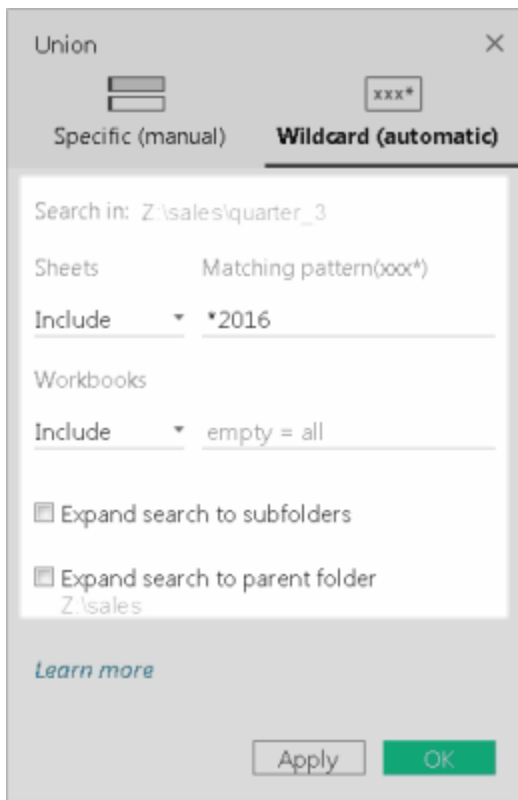 Union
xxx*
Specific (manual) Wildcard (automatic)
Search in: Z:\sales\quarter_3
Sheets Matching pattern(xxx*)
Include *2016
Workbooks
Include empty = all
Expand search to subfolders
Expand search to parent folder
Z:\sales
Learn more
Apply OK